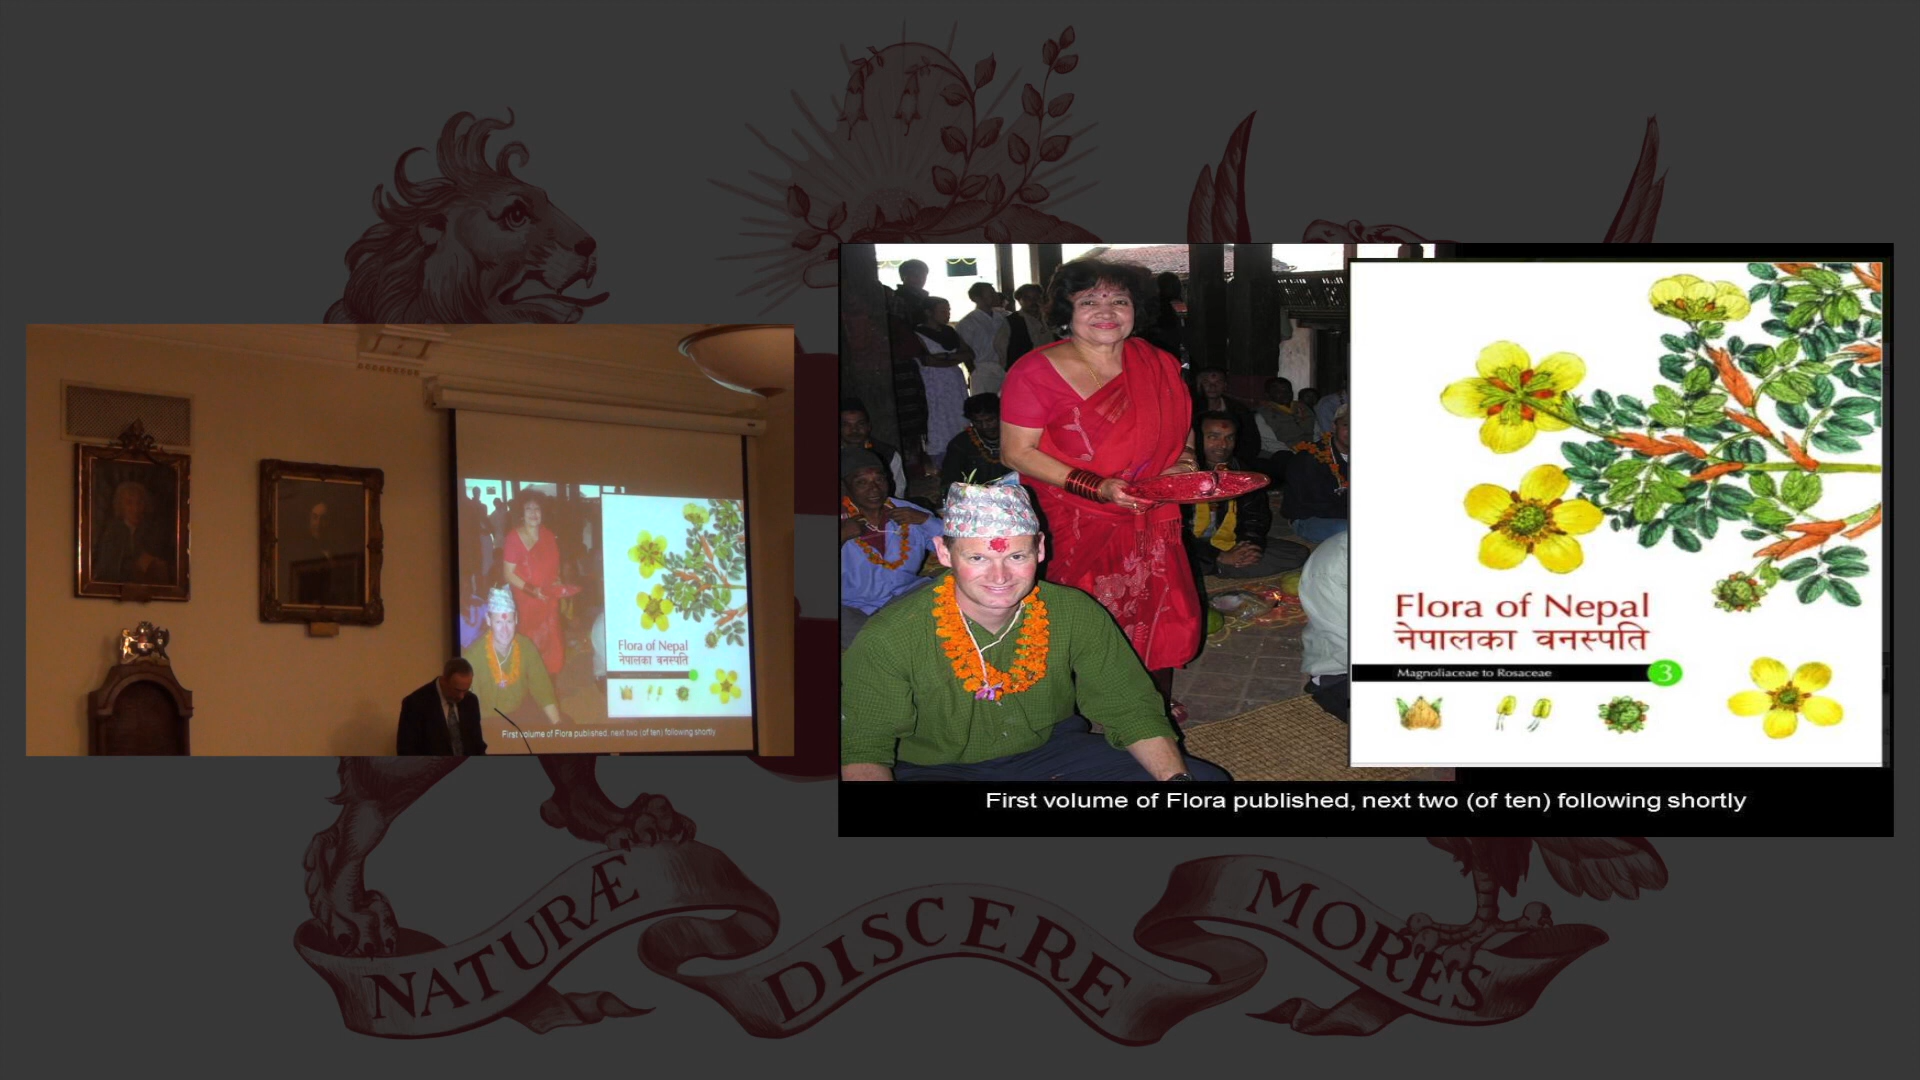 Flora of Nepal
नेपालका वनस्पति
First volume of Flora published, next two (of ten) following shortly
Flora of Nepal
नेपालका वनस्पति
Magnoliaceae to Rosaceae 3
First volume of Flora published, next two (of ten) following shortly
NATURÆ DISCERE MORES